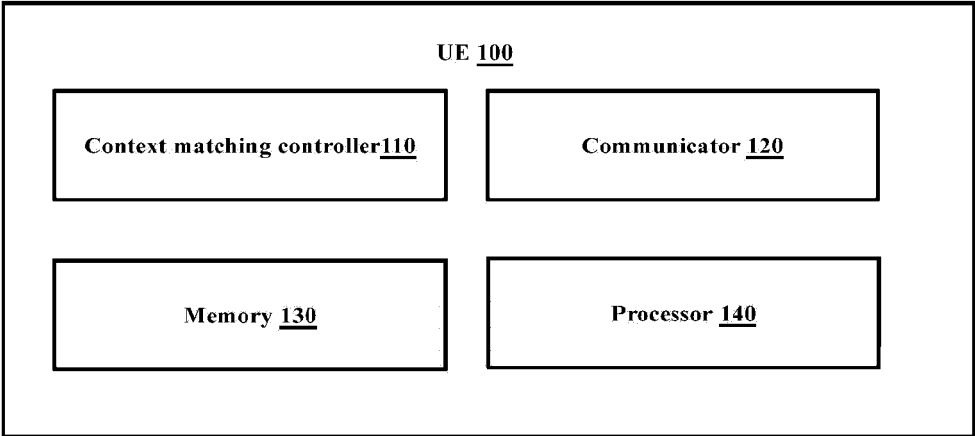 UE 100
Context matching controller110
Communicator 120
Memory 130
Processor 140